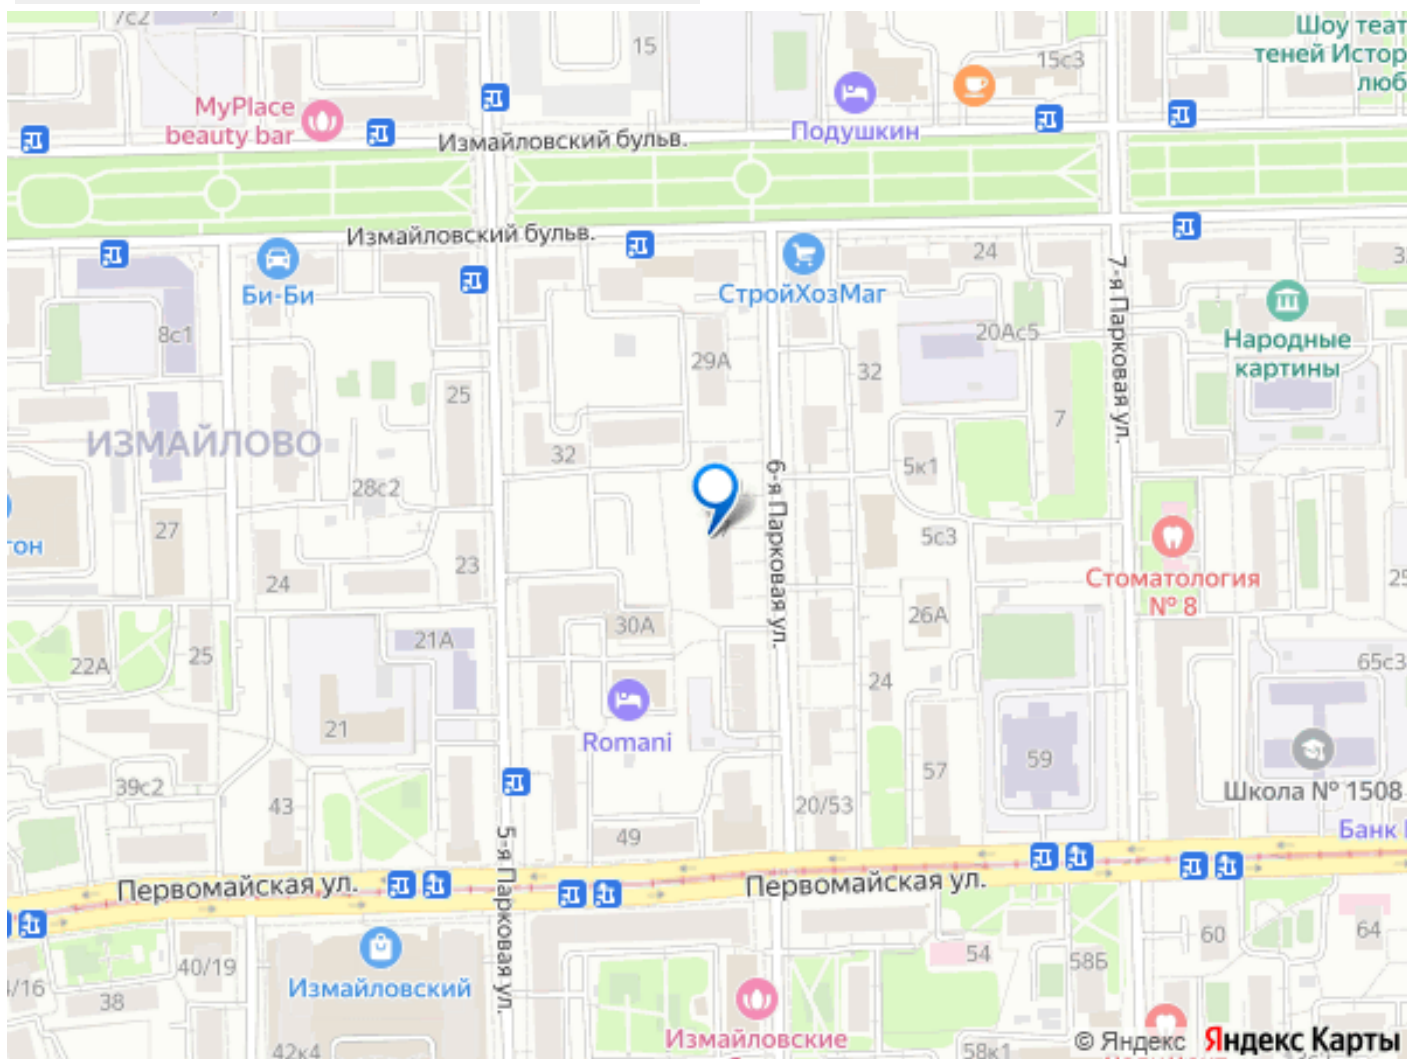 7с2
15
Шоу теат
теней Истор
люб
15с3
MyPlace
beauty bar
Подушкин
Измайловский бульв.
Измайловский бульв.
24
Би-Би
СтройХозМаг
7-я Парковая ул.
8с1
20Ас5
Народные
картины
29А
32
25
7
ИЗМАЙЛОВО
32
5к1
6-я Парковая ул.
28с2
27
5с3
тон
24
23
Стоматология
№ 8
25
26А
30А
21А
22А
25
65с3
24
21
Romani
57
59
39с2
43
20/53
Школа № 1508
49
Банк
5-я Парковая ул.
Первомайская ул.
Первомайская ул.
60
64
54
58Б
40/19
/16
38
Измайловский
Измайловские
42к4
58к1
© Яндекс Яндекс Карты